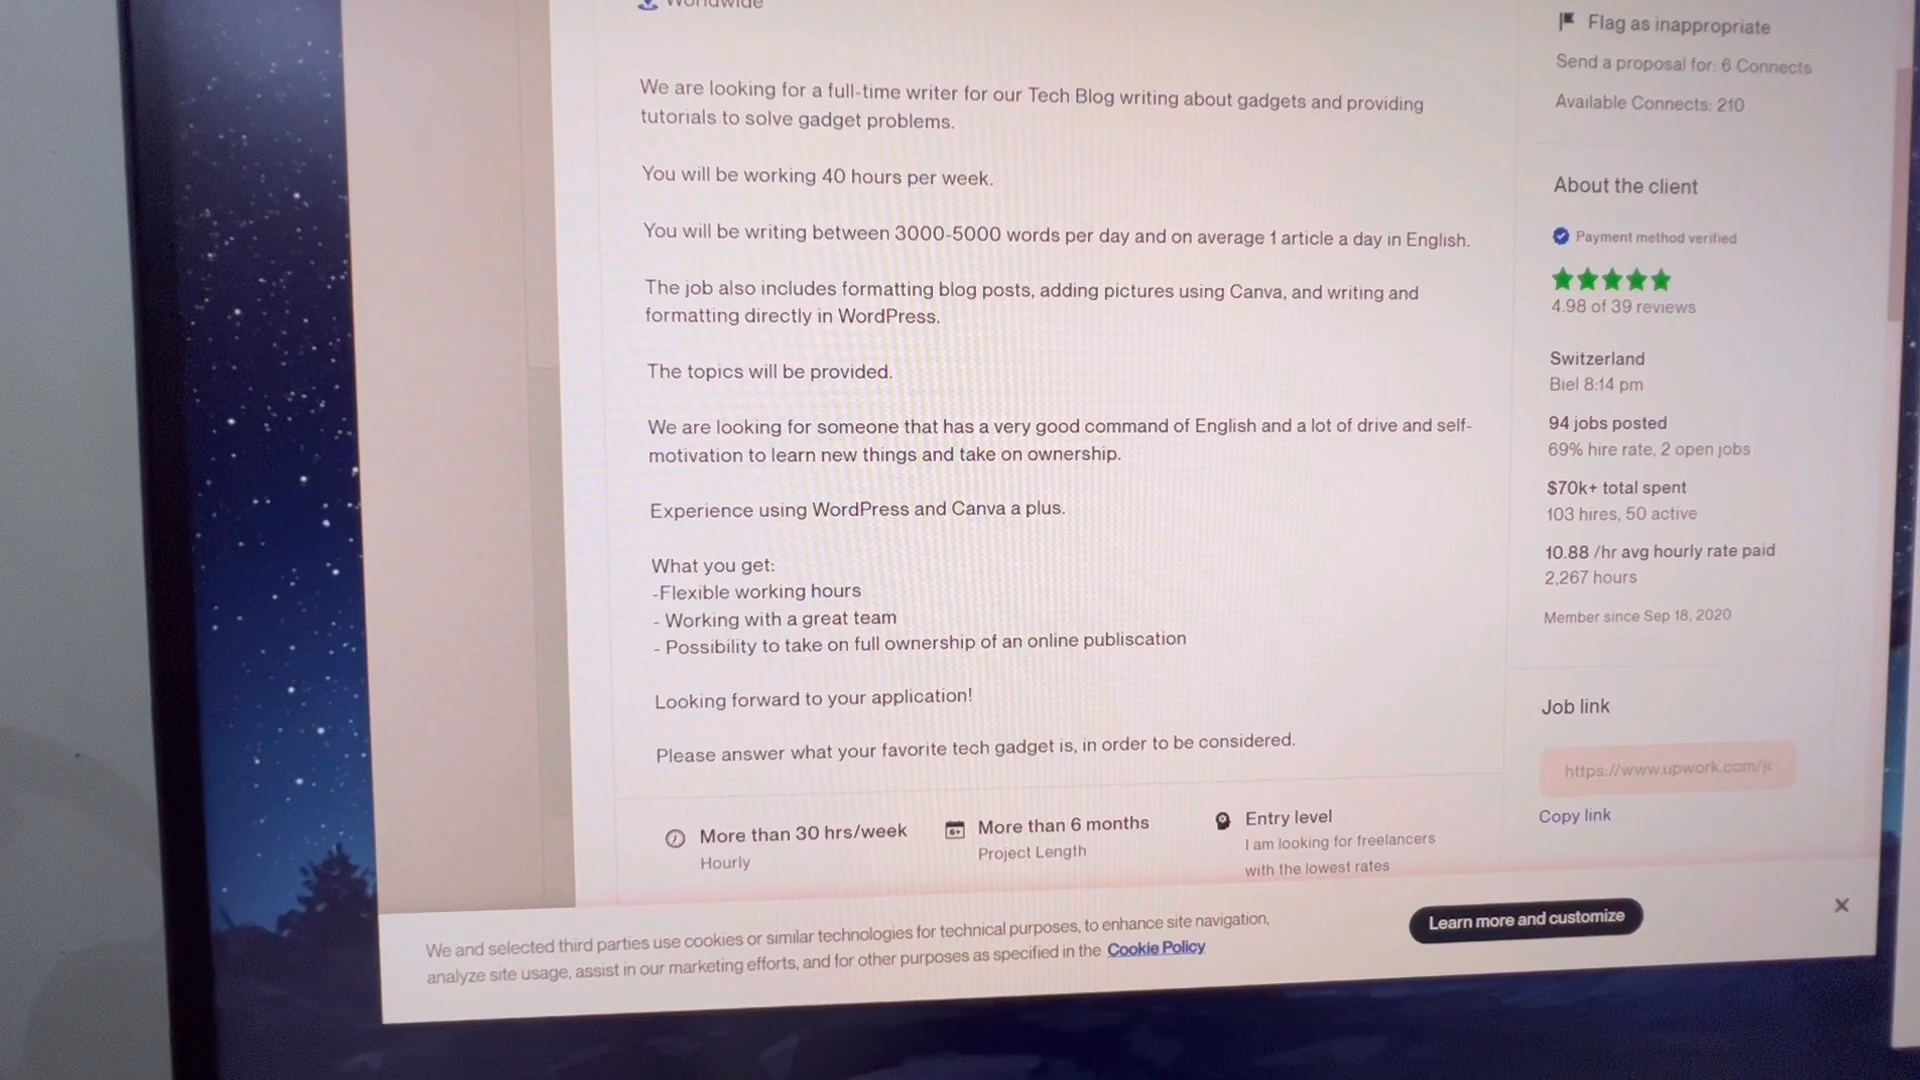 Worldwide
We are looking for a full-time writer for our Tech Blog writing about gadgets and providing
tutorials to solve gadget problems.
You will be working 40 hours per week.
You will be writing between 3000-5000 words per day and on average 1 article a day in English.
The job also includes formatting blog posts, adding pictures using Canva, and writing and
formatting directly in WordPress.
The topics will be provided.
We are looking for someone that has a very good command of English and a lot of drive and self-
motivation to learn new things and take on ownership.
Experience using WordPress and Canva a plus.
What you get:
-Flexible working hours
- Working with a great team
- Possibility to take on full ownership of an online publiscation
Looking forward to your application!
Please answer what your favorite tech gadget is, in order to be considered.
More than 30 hrs/week
Hourly
6+
More than 6 months
Project Length
Entry level
I am looking for freelancers
with the lowest rates
Flag as inappropriate
Send a proposal for: 6 Connects
Available Connects: 210
About the client
Payment method verified
4.98 of 39 reviews
Switzerland
Biel 8:14 pm
94 jobs posted
69% hire rate, 2 open jobs
$70k+ total spent
103 hires, 50 active
10.88 /hr avg hourly rate paid
2,267 hours
Member since Sep 18, 2020
Job link
https://www.upwork.com/j
Copy link
We and selected third parties use cookies or similar technologies for technical purposes, to enhance site navigation,
analyze site usage, assist in our marketing efforts, and for other purposes as specified in the Cookie Policy
Learn more and customize